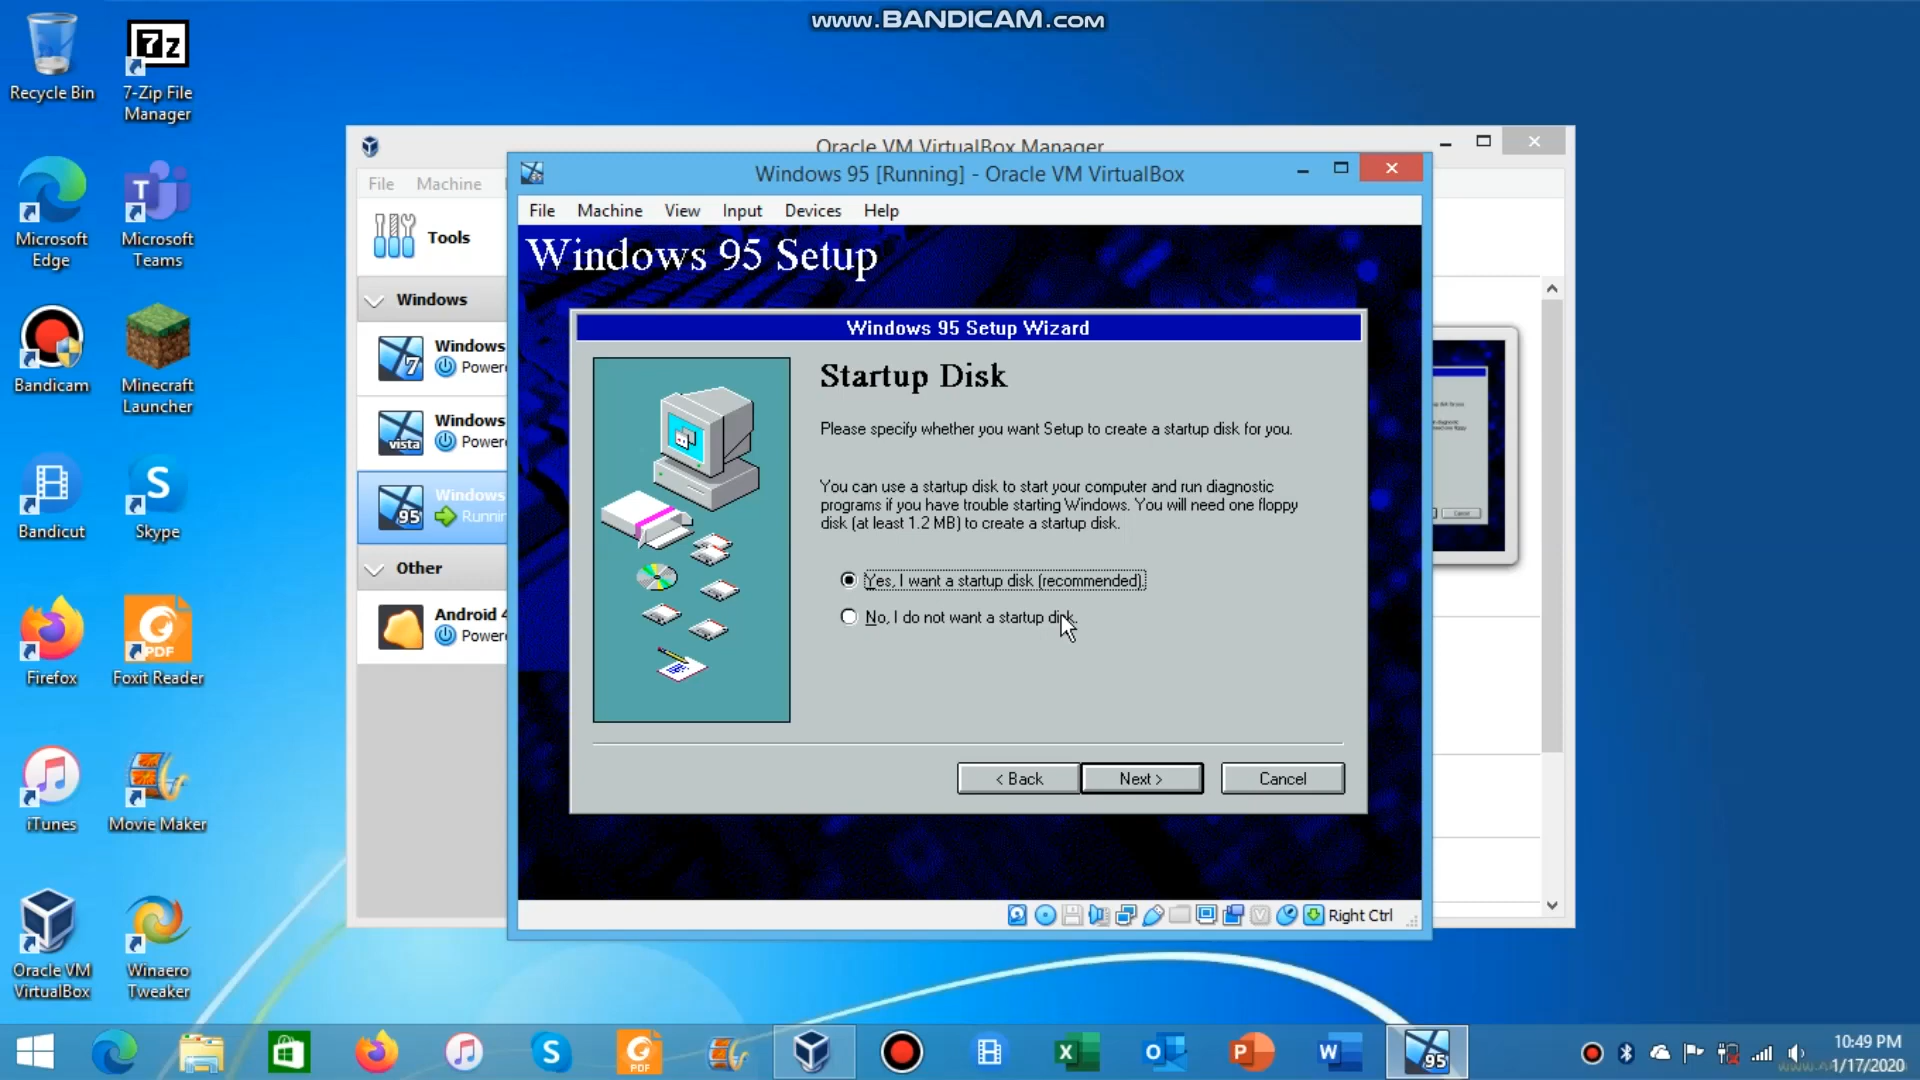 www.BANDICAM.com
Recycle Bin
7-Zip File
Manager
Microsoft
Edge
Microsoft
Teams
Bandicam
Minecraft
Launcher
Bandicut
Skype
Firefox
Foxit Reader
iTunes
Movie Maker
Oracle VM
VirtualBox
Winaero
Tweaker
Oracle VM VirtualBox Manager
File Machine
Tools
Windows
Windows
Windows
Windows
Other
Android
Windows 95 [Running] - Oracle VM VirtualBox
File Machine View Input Devices Help
Windows 95 Setup
Windows 95 Setup Wizard
Startup Disk
Please specify whether you want Setup to create a startup disk for you.
You can use a startup disk to start your computer and run diagnostic
programs if you have trouble starting Windows. You will need one floppy
disk (at least 1.2 MB) to create a startup disk.
Yes, I want a startup disk (recommended).
No, I do not want a startup disk.
< Back
Next >
Cancel
Right Ctrl
10:49 PM
1/17/2020